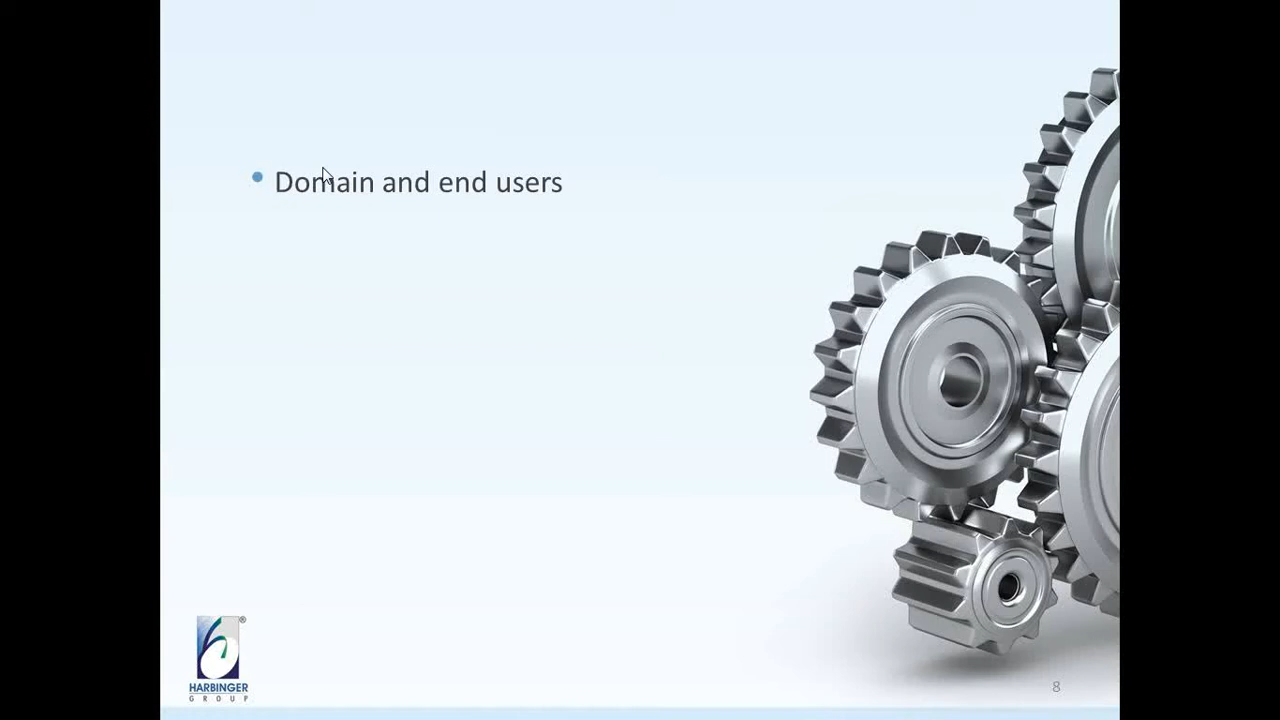 • Domain and end users
HARBINGER
GROUP
®
8